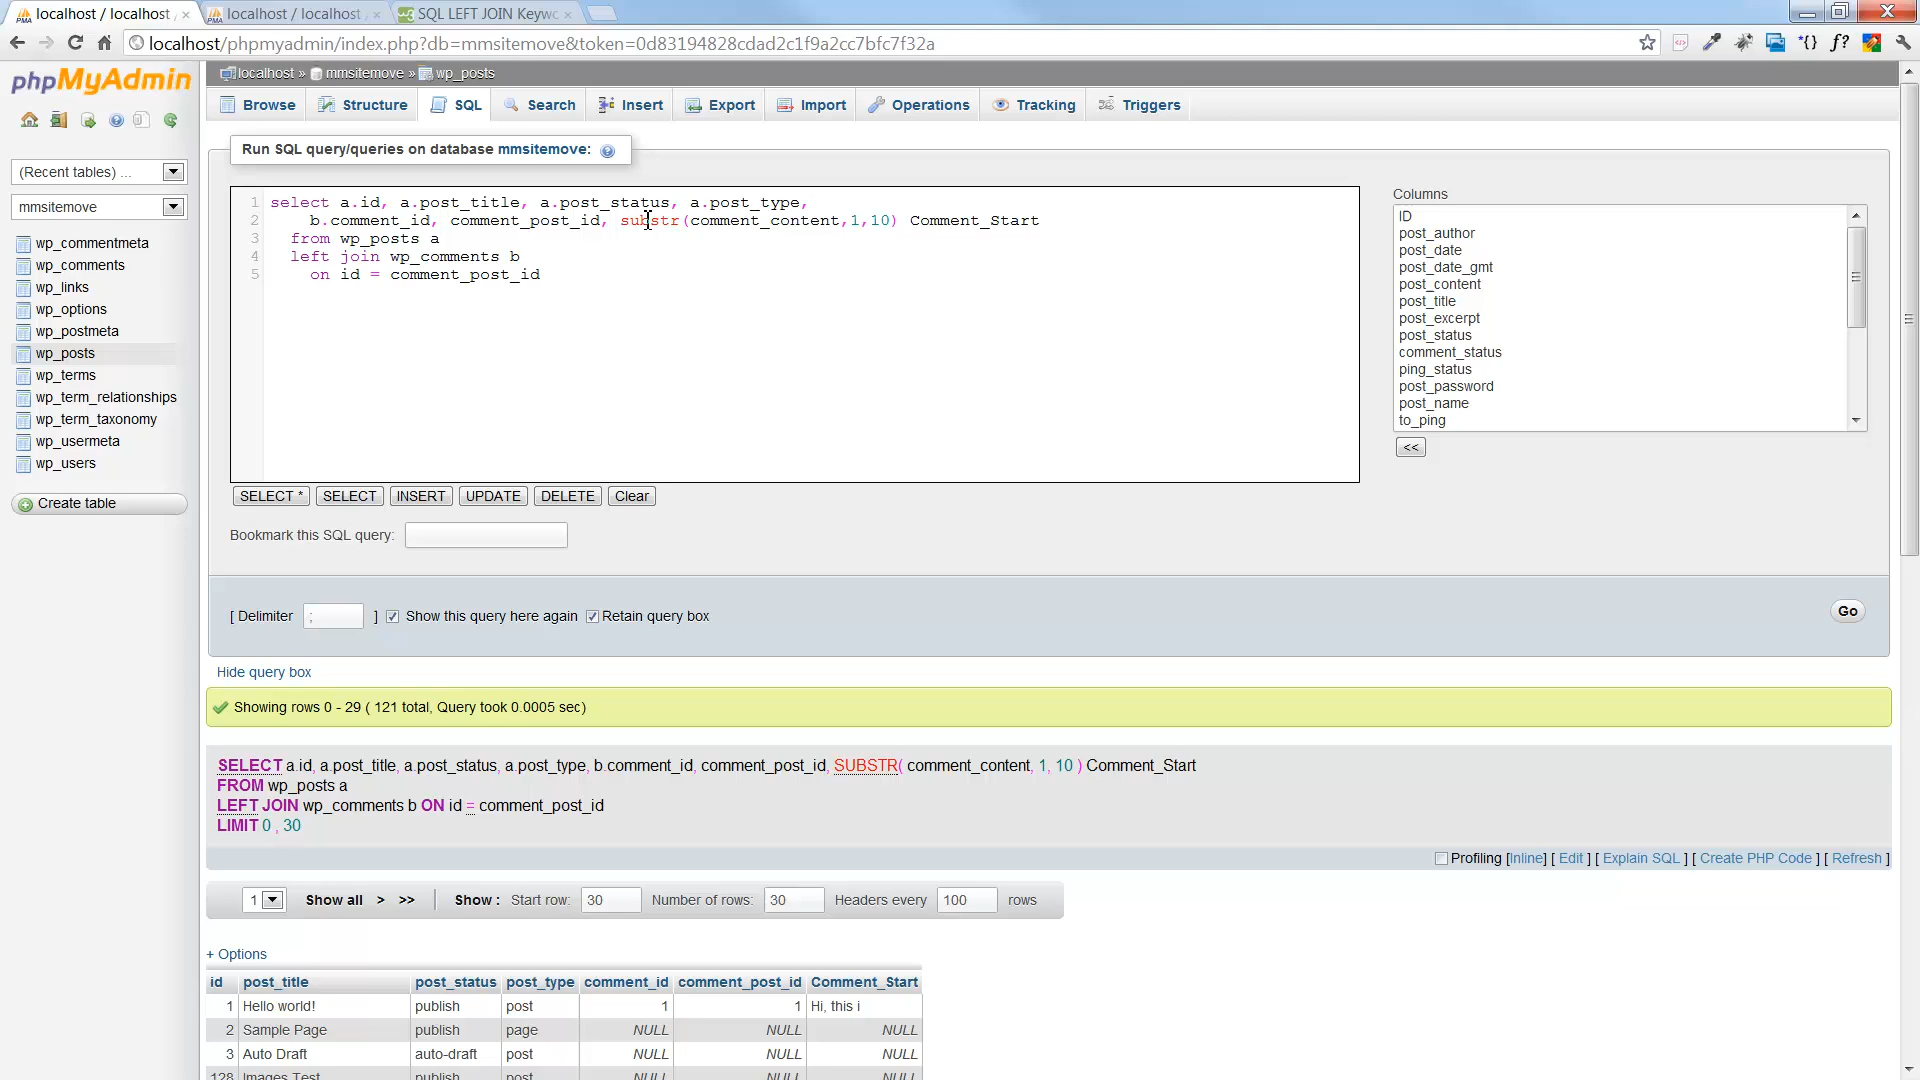 localhost / localhost /
localhost / localhost
SQL LEFT JOIN Keywo
localhost/phpmyadmin/index.php?db=mmsitemove&token=0d83194828cdad2c1f9a2cc7bfc7f32a
phpMyAdmin
(Recent tables) ...
mmsitemove
wp_commentmeta
wp_comments
wp_links
wp_options
wp_postmeta
wp_posts
wp_terms
wp_term_relationships
wp_term_taxonomy
wp_usermeta
wp_users
Create table
localhost » mmsitemove » wp_posts
Browse Structure SQL Search Insert Export Import Operations Tracking Triggers
Run SQL query/queries on database mmsitemove:
1 select a.id, a.post_title, a.post_status, a.post_type,
2 b.comment_id, comment_post_id, substr(comment_content,1,10) Comment_Start
3 from wp_posts a
4 left join wp_comments b
5 on id = comment_post_id
Columns
ID
post_author
post_date
post_date_gmt
post_content
post_title
post_excerpt
post_status
comment_status
ping_status
post_password
post_name
to_ping
<<
SELECT * SELECT INSERT UPDATE DELETE Clear
Bookmark this SQL query:
[ Delimiter ; ] Show this query here again Retain query box
Go
Hide query box
Showing rows 0 - 29 ( 121 total, Query took 0.0005 sec)
SELECT a.id, a.post_title, a.post_status, a.post_type, b.comment_id, comment_post_id, SUBSTR( comment_content, 1, 10 ) Comment_Start
FROM wp_posts a
LEFT JOIN wp_comments b ON id = comment_post_id
LIMIT 0 , 30
Profiling [Inline] [ Edit ] [ Explain SQL ] [ Create PHP Code ] [ Refresh ]
1 Show all > >> Show : Start row: 30 Number of rows: 30 Headers every 100 rows
+ Options
id post_title post_status post_type comment_id comment_post_id Comment_Start
1 Hello world! publish post 1 1 Hi, this i
2 Sample Page publish page NULL NULL NULL
3 Auto Draft auto-draft post NULL NULL NULL
128 Images Test publish post NULL NULL NULL